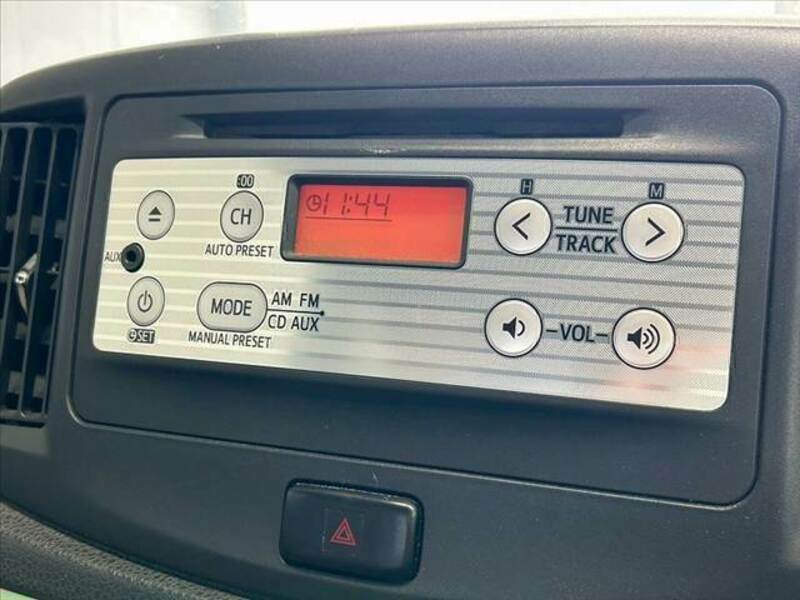 :00
H
M
CH
11:44
TUNE
AUTO PRESET
TRACK
AUX
MODE
AM FM
CD AUX
VOL
SET
MANUAL PRESET